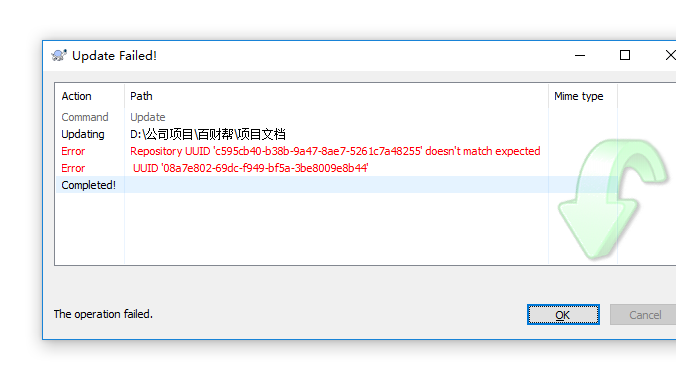 Update Failed!
Action Path Mime type
Command Update
Updating D:\公司项目\百财帮\项目文档
Error Repository UUID 'c595cb40-b38b-9a47-8ae7-5261c7a48255' doesn't match expected
Error UUID '08a7e802-69dc-f949-bf5a-3be8009e8b44'
Completed!
The operation failed.
OK Cancel